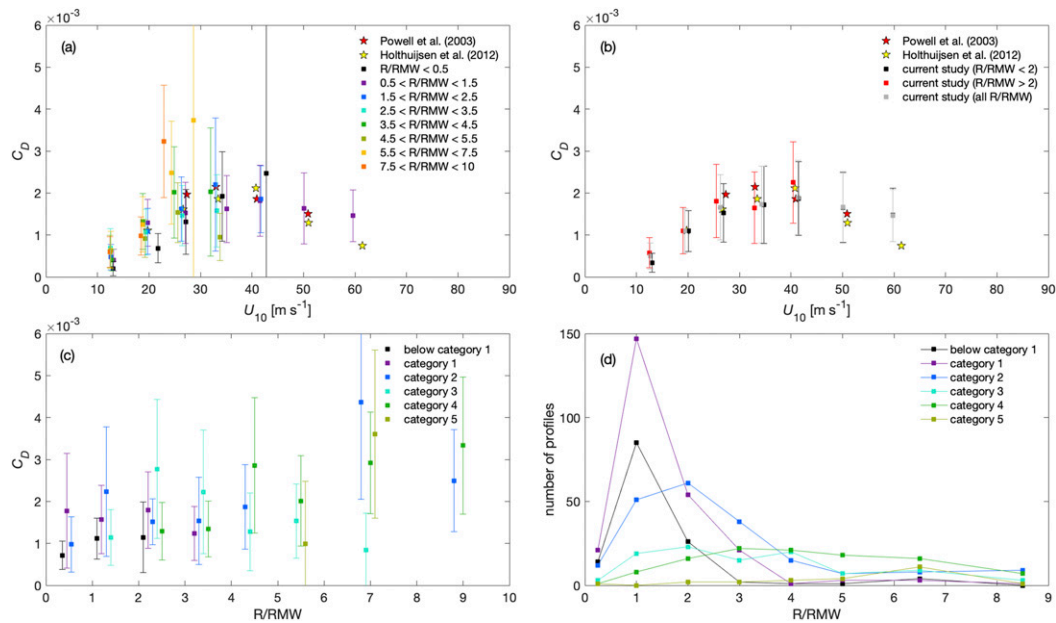 ×10⁻³
(a)
Powell et al. (2003)
Holthuijsen et al. (2012)
R/RMW < 0.5
0.5 < R/RMW < 1.5
1.5 < R/RMW < 2.5
2.5 < R/RMW < 3.5
3.5 < R/RMW < 4.5
4.5 < R/RMW < 5.5
5.5 < R/RMW < 7.5
7.5 < R/RMW < 10
C_D
6
5
4
3
2
1
0
0 10 20 30 40 50 60 70 80 90
U₁₀ [m s⁻¹]
×10⁻³
(b)
Powell et al. (2003)
Holthuijsen et al. (2012)
current study (R/RMW < 2)
current study (R/RMW > 2)
current study (all R/RMW)
C_D
6
5
4
3
2
1
0
0 10 20 30 40 50 60 70 80 90
U₁₀ [m s⁻¹]
×10⁻³
(c)
below category 1
category 1
category 2
category 3
category 4
category 5
C_D
6
5
4
3
2
1
0
0 1 2 3 4 5 6 7 8 9 10
R/RMW
(d)
below category 1
category 1
category 2
category 3
category 4
category 5
number of profiles
150
100
50
0
0 1 2 3 4 5 6 7 8 9
R/RMW